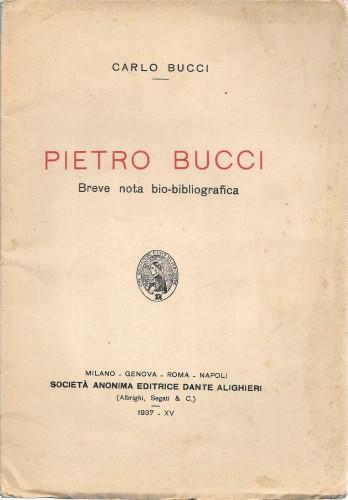 CARLO BUCCI
PIETRO BUCCI
Breve nota bio-bibliografica
MILANO - GENOVA - ROMA - NAPOLI
SOCIETÀ ANONIMA EDITRICE DANTE ALIGHIERI
(Albrighi, Segati & C.)
1937 - XV